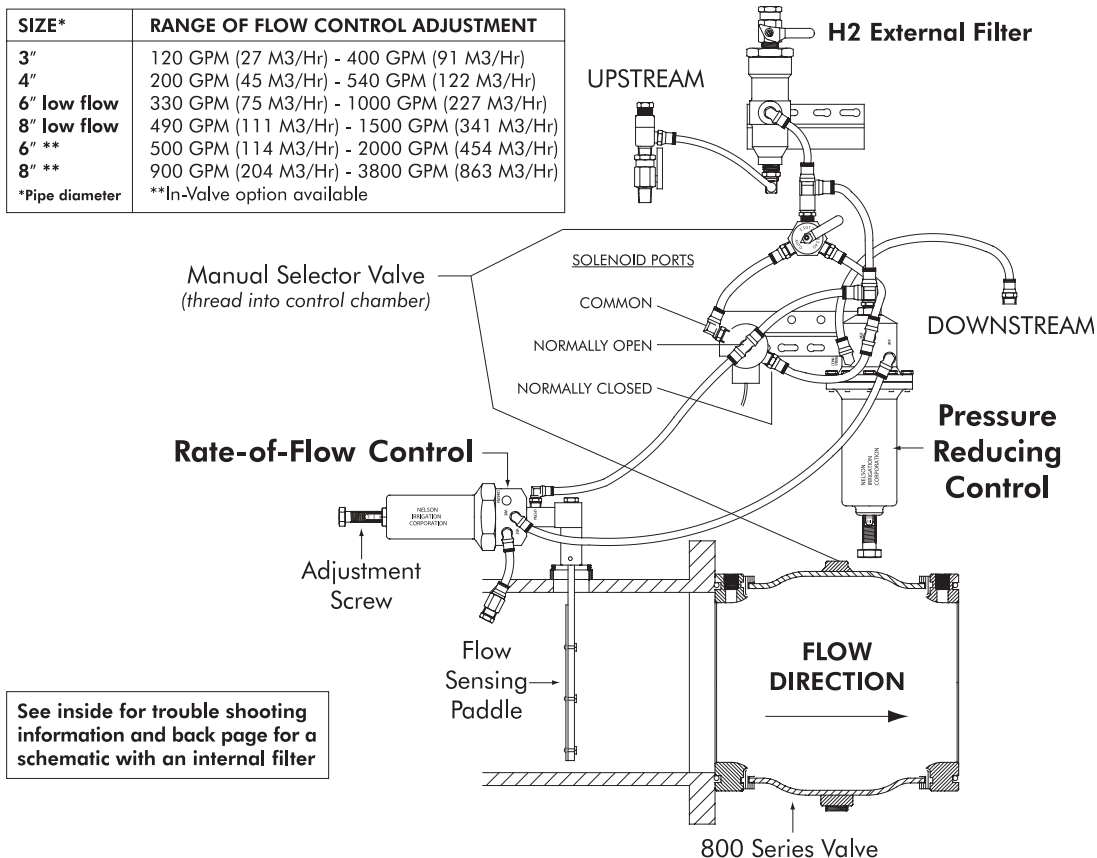 SIZE* RANGE OF FLOW CONTROL ADJUSTMENT
3" 120 GPM (27 M3/Hr) - 400 GPM (91 M3/Hr)
4" 200 GPM (45 M3/Hr) - 540 GPM (122 M3/Hr)
6" low flow 330 GPM (75 M3/Hr) - 1000 GPM (227 M3/Hr)
8" low flow 490 GPM (111 M3/Hr) - 1500 GPM (341 M3/Hr)
6" ** 500 GPM (114 M3/Hr) - 2000 GPM (454 M3/Hr)
8" ** 900 GPM (204 M3/Hr) - 3800 GPM (863 M3/Hr)
*Pipe diameter **In-Valve option available
H2 External Filter
UPSTREAM
Manual Selector Valve
(thread into control chamber)
SOLENOID PORTS
COMMON
NORMALLY OPEN
NORMALLY CLOSED
DOWNSTREAM
Pressure
Reducing
Control
NELSON
IRRIGATION
CORPORATION
Rate-of-Flow Control
NELSON
IRRIGATION
CORPORATION
Adjustment
Screw
Flow
Sensing
Paddle
FLOW
DIRECTION
See inside for trouble shooting
information and back page for a
schematic with an internal filter
800 Series Valve